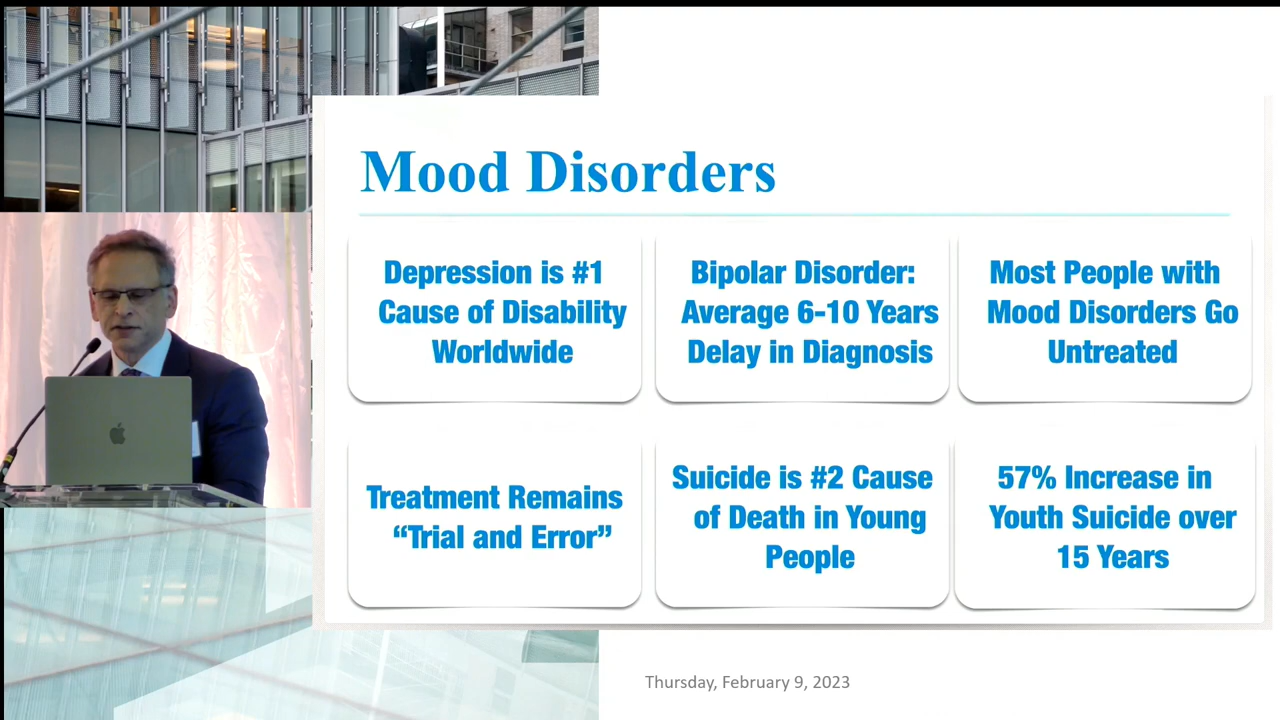 Mood Disorders
Depression is #1
Cause of Disability
Worldwide
Bipolar Disorder:
Average 6-10 Years
Delay in Diagnosis
Most People with
Mood Disorders Go
Untreated
Treatment Remains
“Trial and Error”
Suicide is #2 Cause
of Death in Young
People
57% Increase in
Youth Suicide over
15 Years
Thursday, February 9, 2023